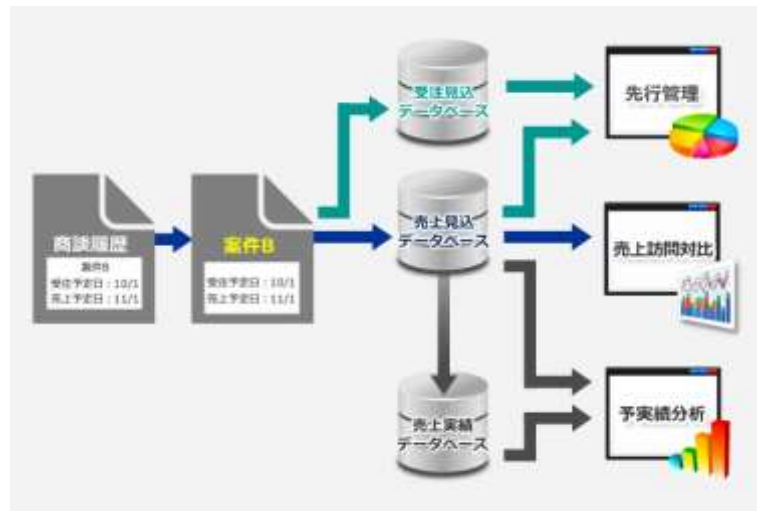 商談履歴
案件B
受注予定日：10/1
売上予定日：11/1
案件B
受注予定日：10/1
売上予定日：11/1
受注見込
データベース
売上見込
データベース
売上実績
データベース
先行管理
売上訪問対比
予実績分析